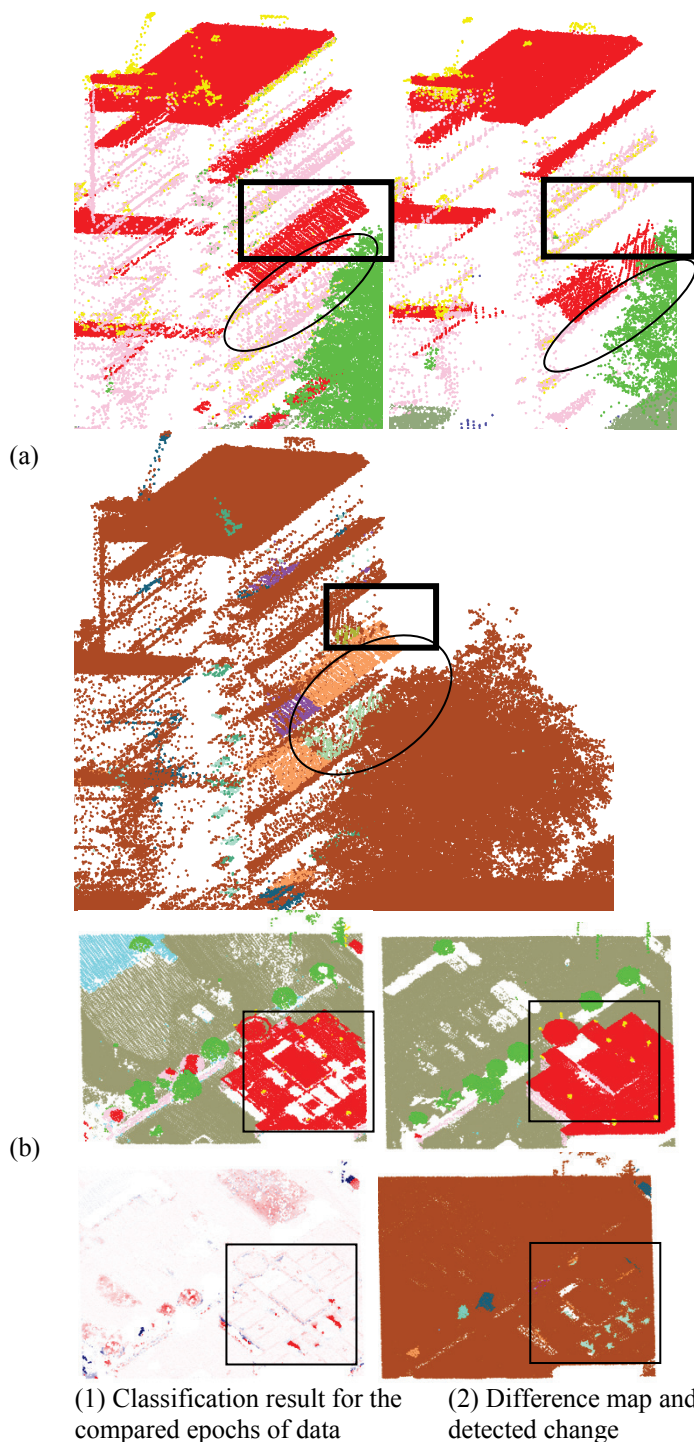 (a)
(b)
(1) Classification result for the
compared epochs of data
(2) Difference map and
detected change